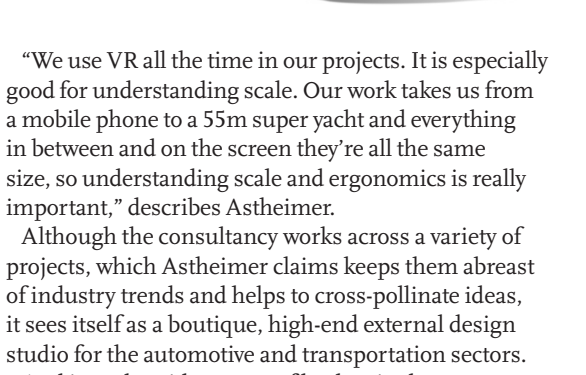 “We use VR all the time in our projects. It is especially
good for understanding scale. Our work takes us from
a mobile phone to a 55m super yacht and everything
in between and on the screen they’re all the same
size, so understanding scale and ergonomics is really
important,” describes Astheimer.
Although the consultancy works across a variety of
projects, which Astheimer claims keeps them abreast
of industry trends and helps to cross-pollinate ideas,
it sees itself as a boutique, high-end external design
studio for the automotive and transportation sectors.